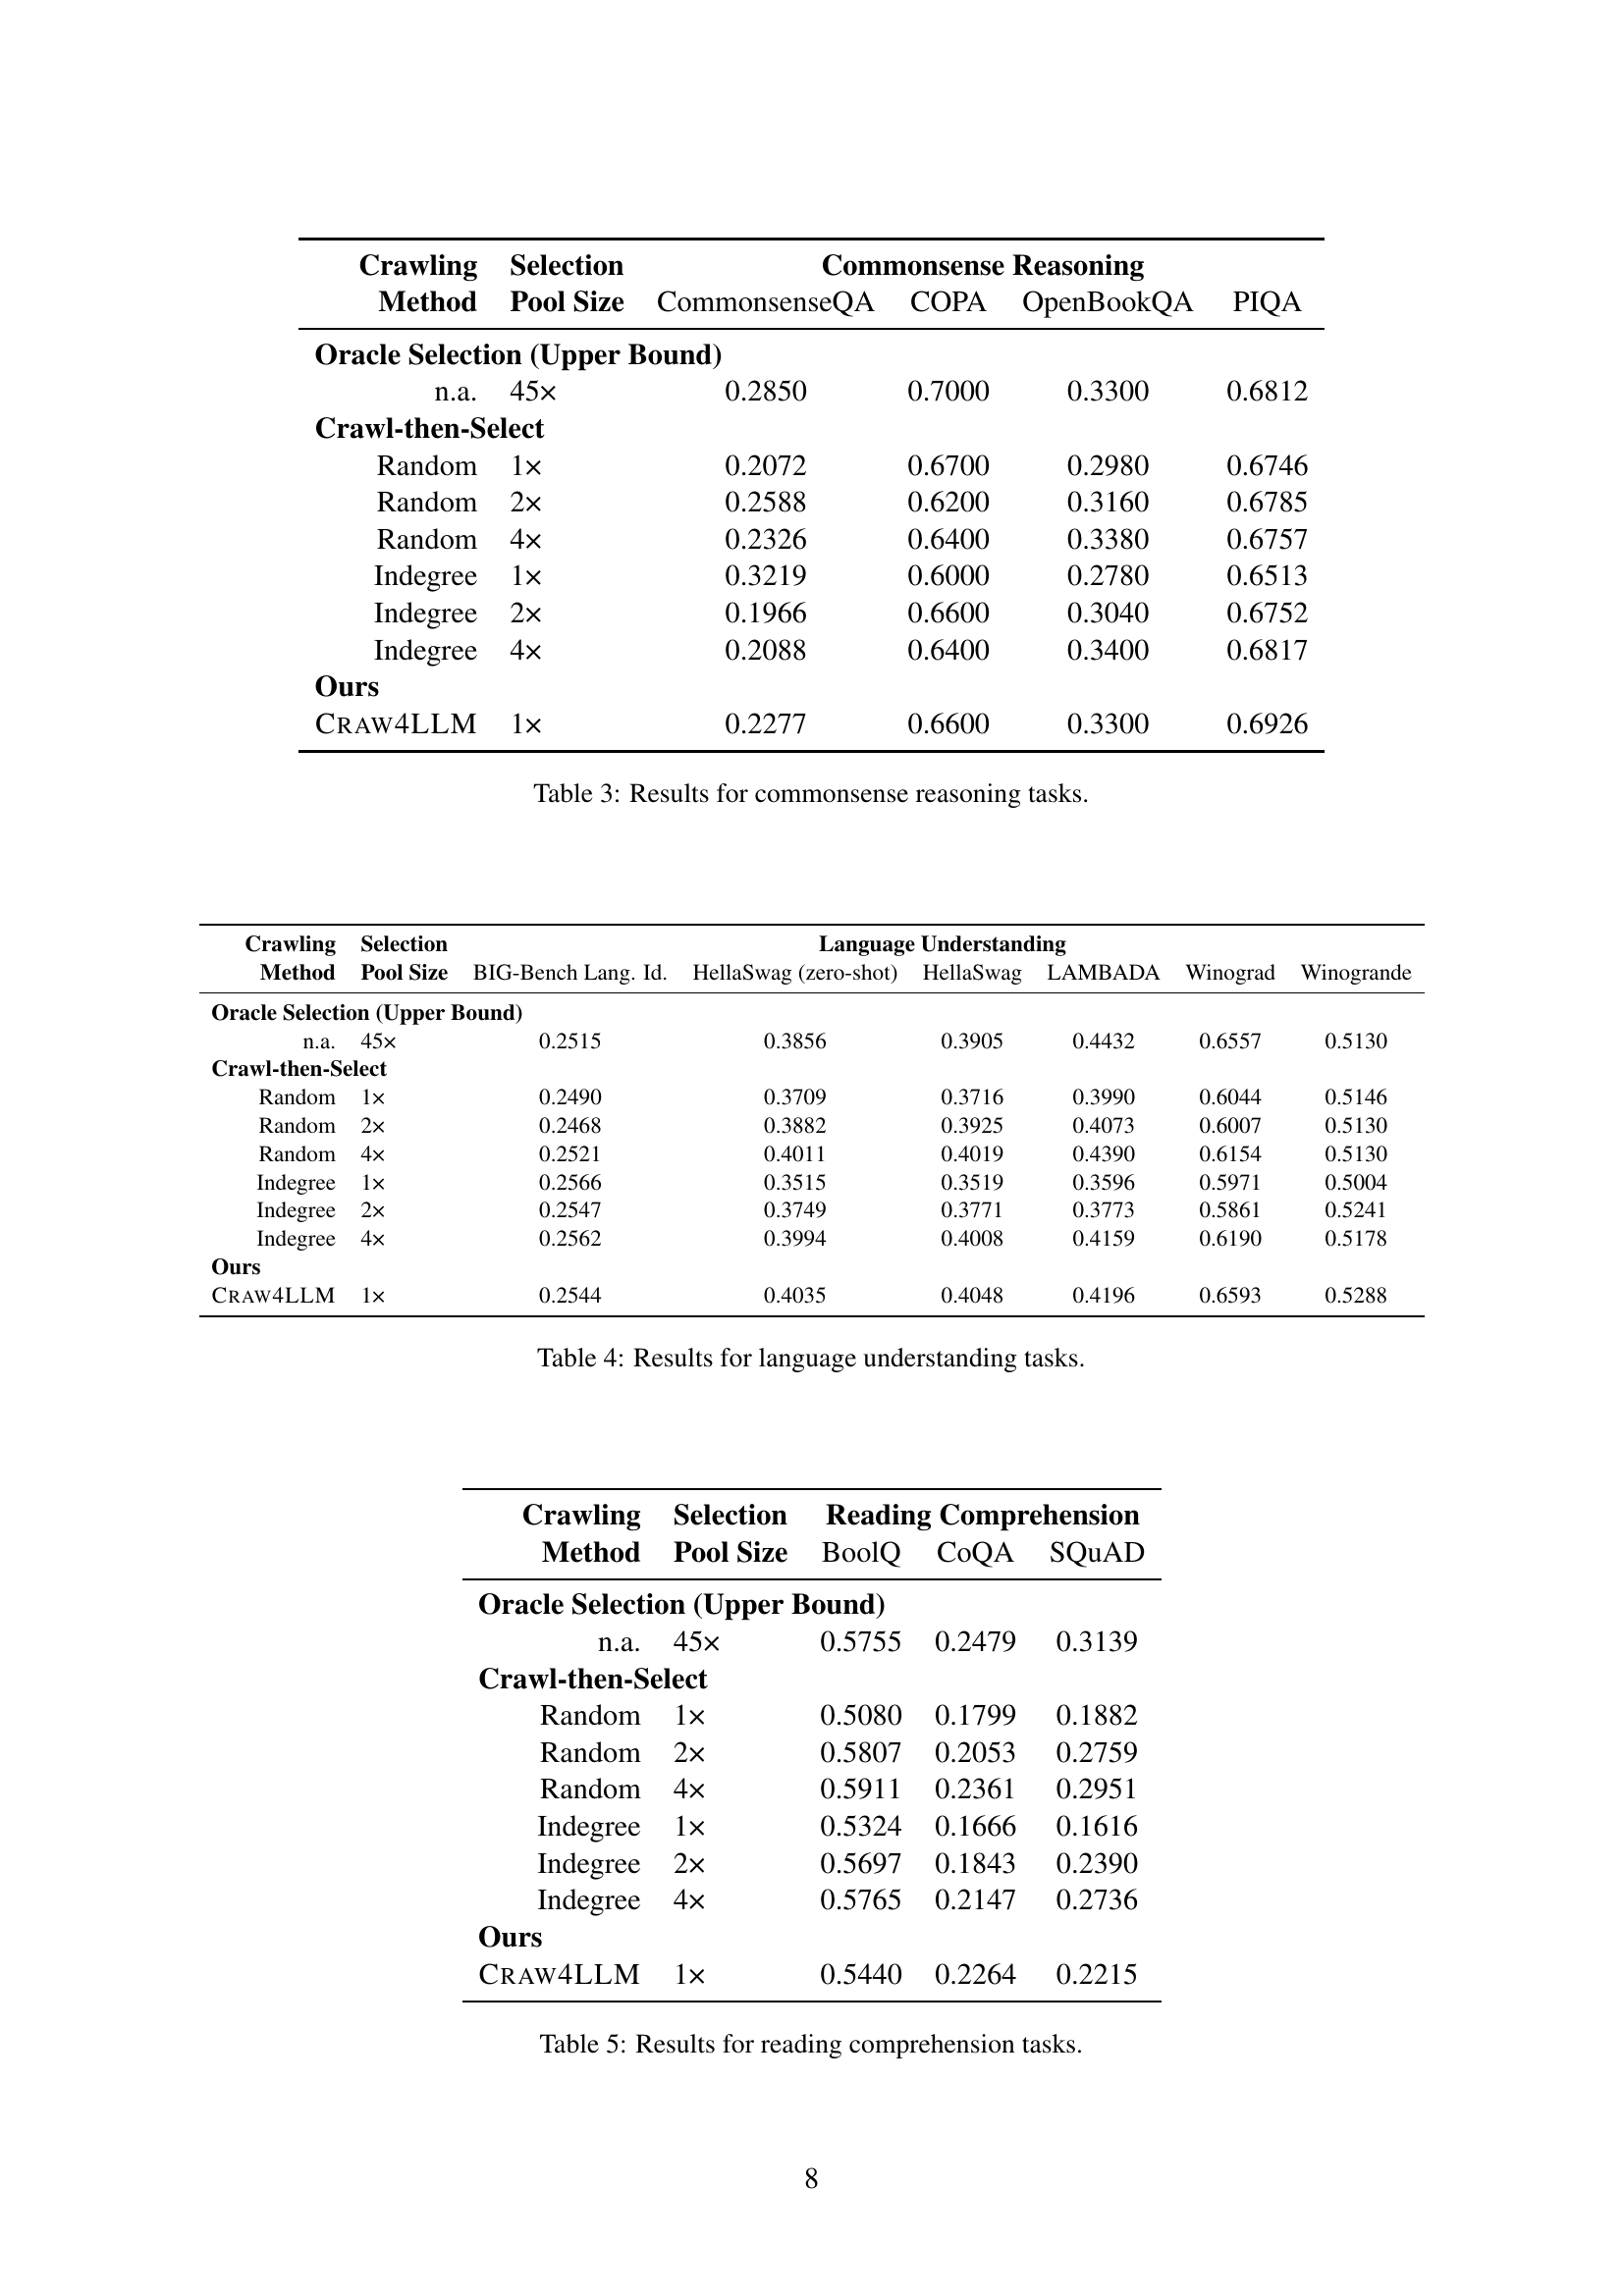 Crawling Selection Commonsense Reasoning
Method Pool Size CommonsenseQA COPA OpenBookQA PIQA
Oracle Selection (Upper Bound)
n.a. 45× 0.2850 0.7000 0.3300 0.6812
Crawl-then-Select
Random 1× 0.2072 0.6700 0.2980 0.6746
Random 2× 0.2588 0.6200 0.3160 0.6785
Random 4× 0.2326 0.6400 0.3380 0.6757
Indegree 1× 0.3219 0.6000 0.2780 0.6513
Indegree 2× 0.1966 0.6600 0.3040 0.6752
Indegree 4× 0.2088 0.6400 0.3400 0.6817
Ours
CRAW4LLM 1× 0.2277 0.6600 0.3300 0.6926
Table 3: Results for commonsense reasoning tasks.
Crawling Selection Language Understanding
Method Pool Size BIG-Bench Lang. Id. HellaSwag (zero-shot) HellaSwag LAMBADA Winograd Winogrande
Oracle Selection (Upper Bound)
n.a. 45× 0.2515 0.3856 0.3905 0.4432 0.6557 0.5130
Crawl-then-Select
Random 1× 0.2490 0.3709 0.3716 0.3990 0.6044 0.5146
Random 2× 0.2468 0.3882 0.3925 0.4073 0.6007 0.5130
Random 4× 0.2521 0.4011 0.4019 0.4390 0.6154 0.5130
Indegree 1× 0.2566 0.3515 0.3519 0.3596 0.5971 0.5004
Indegree 2× 0.2547 0.3749 0.3771 0.3773 0.5861 0.5241
Indegree 4× 0.2562 0.3994 0.4008 0.4159 0.6190 0.5178
Ours
CRAW4LLM 1× 0.2544 0.4035 0.4048 0.4196 0.6593 0.5288
Table 4: Results for language understanding tasks.
Crawling Selection Reading Comprehension
Method Pool Size BoolQ CoQA SQuAD
Oracle Selection (Upper Bound)
n.a. 45× 0.5755 0.2479 0.3139
Crawl-then-Select
Random 1× 0.5080 0.1799 0.1882
Random 2× 0.5807 0.2053 0.2759
Random 4× 0.5911 0.2361 0.2951
Indegree 1× 0.5324 0.1666 0.1616
Indegree 2× 0.5697 0.1843 0.2390
Indegree 4× 0.5765 0.2147 0.2736
Ours
CRAW4LLM 1× 0.5440 0.2264 0.2215
Table 5: Results for reading comprehension tasks.
8